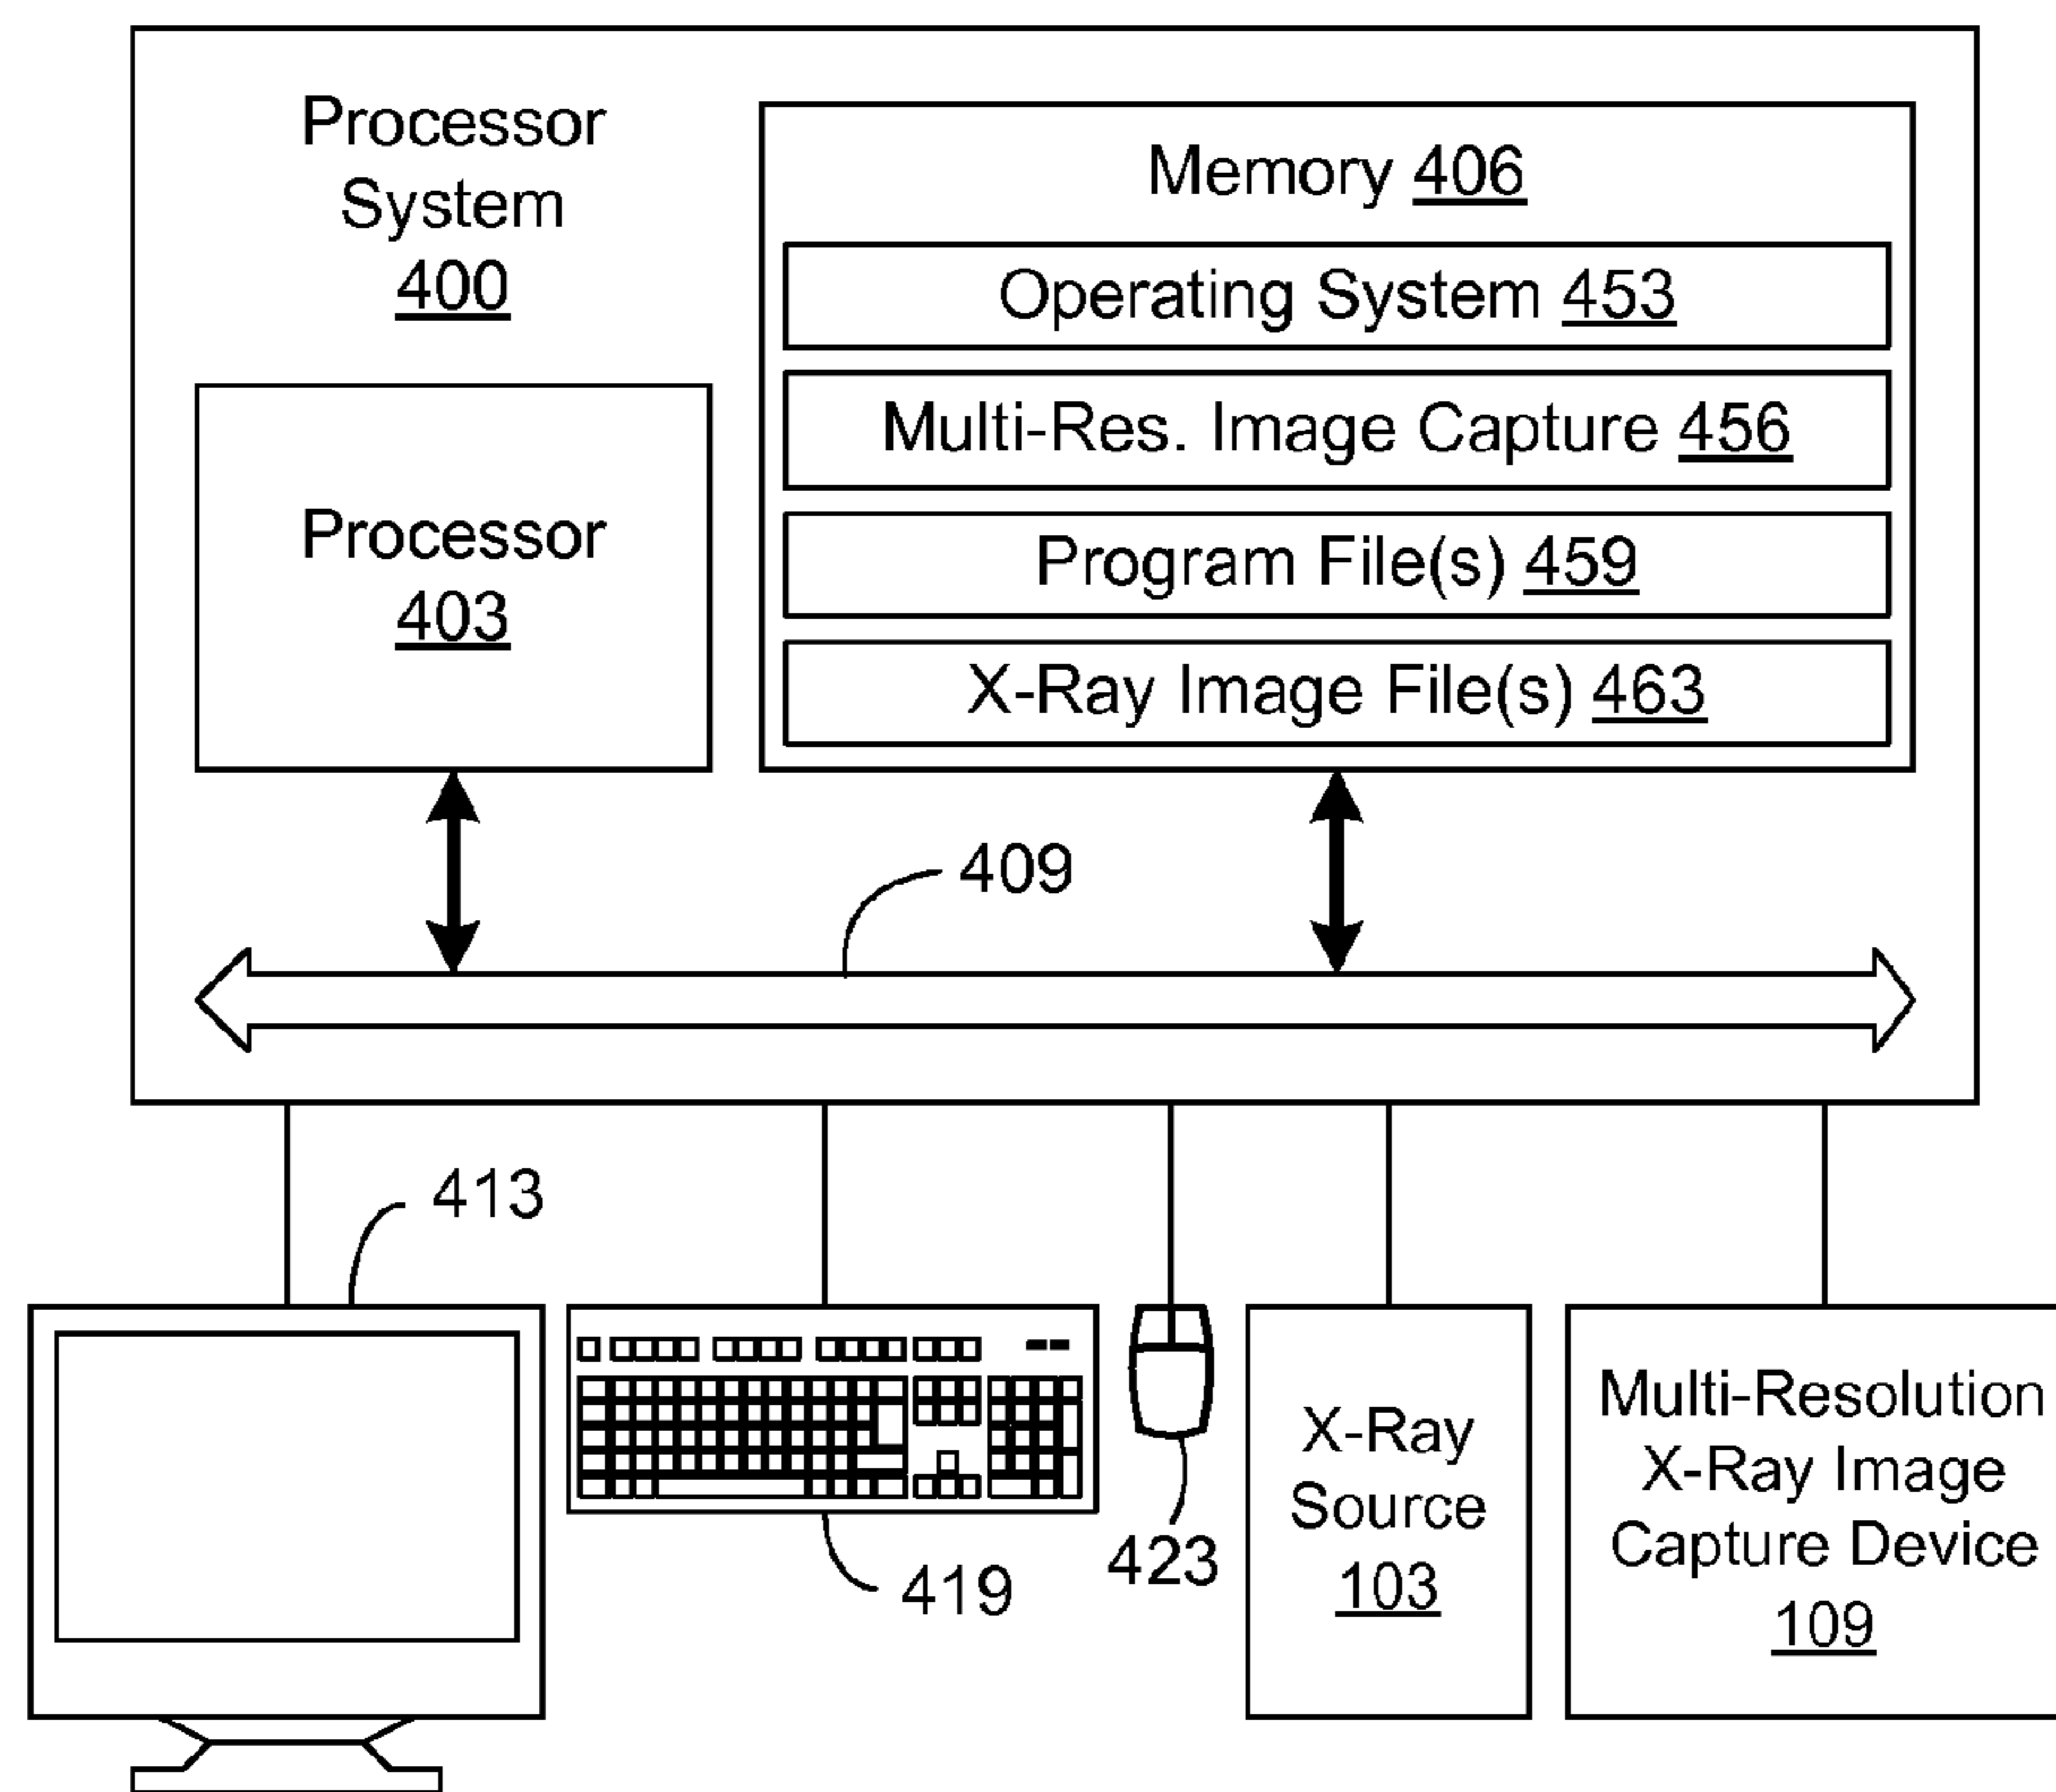 Processor
System
400
Memory 406
Operating System 453
Multi-Res. Image Capture 456
Program File(s) 459
X-Ray Image File(s) 463
Processor
403
409
413
419
423
X-Ray
Source
103
Multi-Resolution
X-Ray Image
Capture Device
109